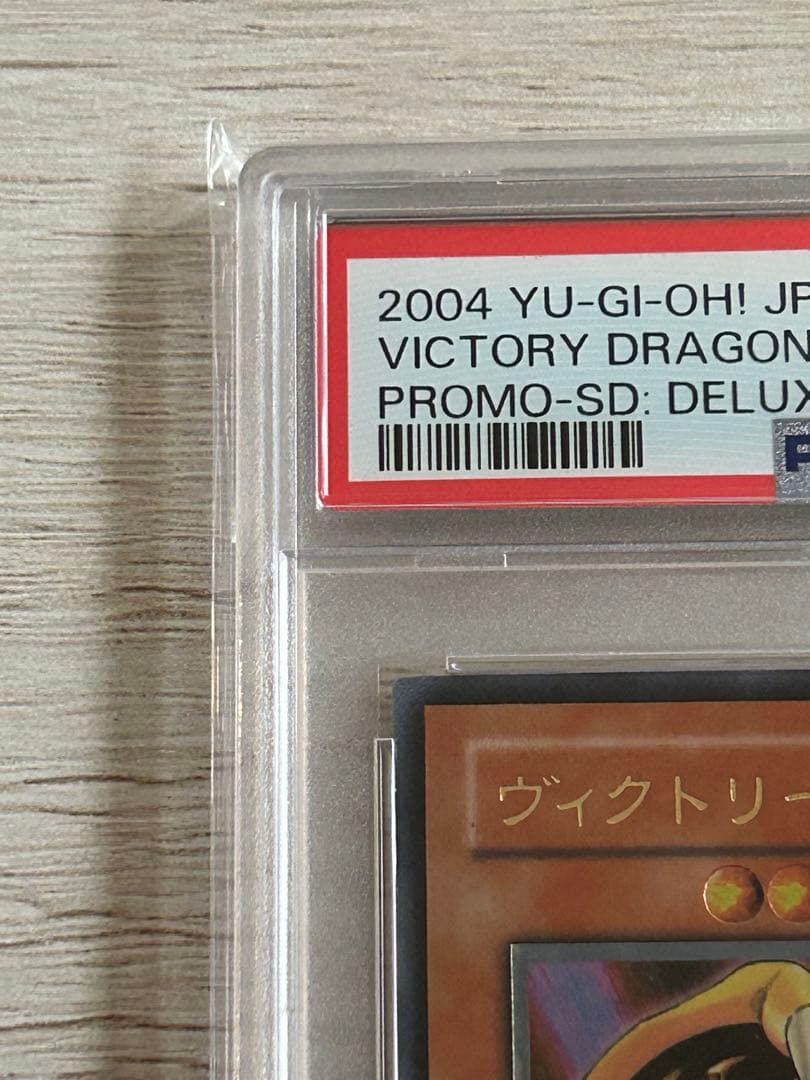 2004 YU-GI-OH! JP
VICTORY DRAGON
PROMO-SD: DELUX
ヴィクトリー